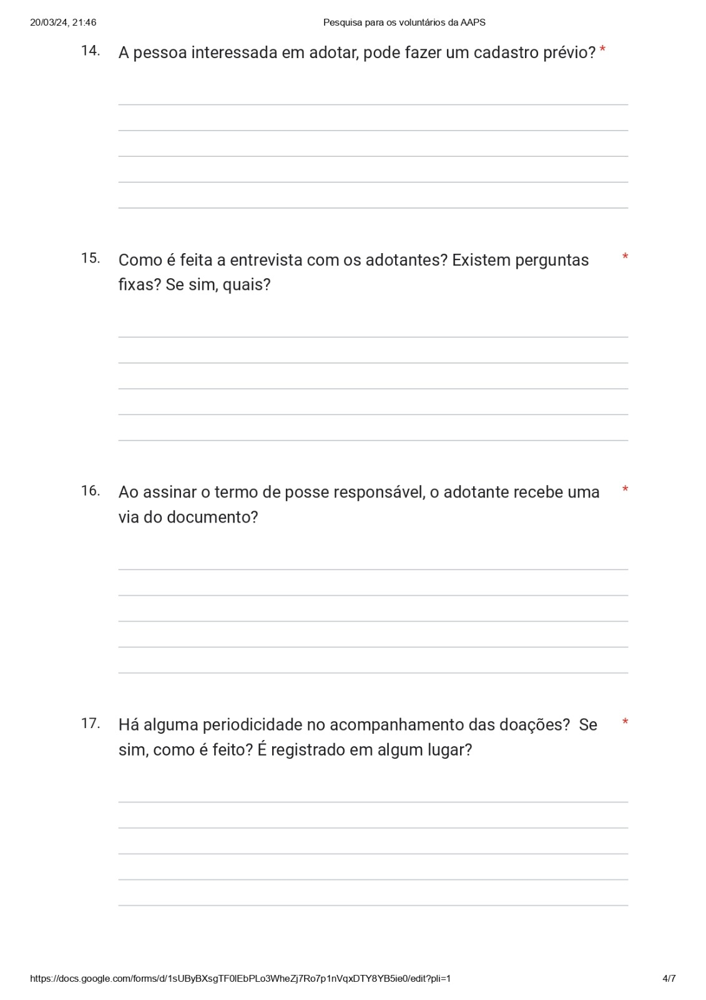 20/03/24, 21:46 Pesquisa para os voluntários da AAPS
14. A pessoa interessada em adotar, pode fazer um cadastro prévio? *
15. Como é feita a entrevista com os adotantes? Existem perguntas *
fixas? Se sim, quais?
16. Ao assinar o termo de posse responsável, o adotante recebe uma *
via do documento?
17. Há alguma periodicidade no acompanhamento das doações?  Se *
sim, como é feito? É registrado em algum lugar?
https://docs.google.com/forms/d/1sUByBXsgTF0lEbPLo3WheZj7Ro7p1nVqxDTY8YB5ie0/edit?pli=1 4/7